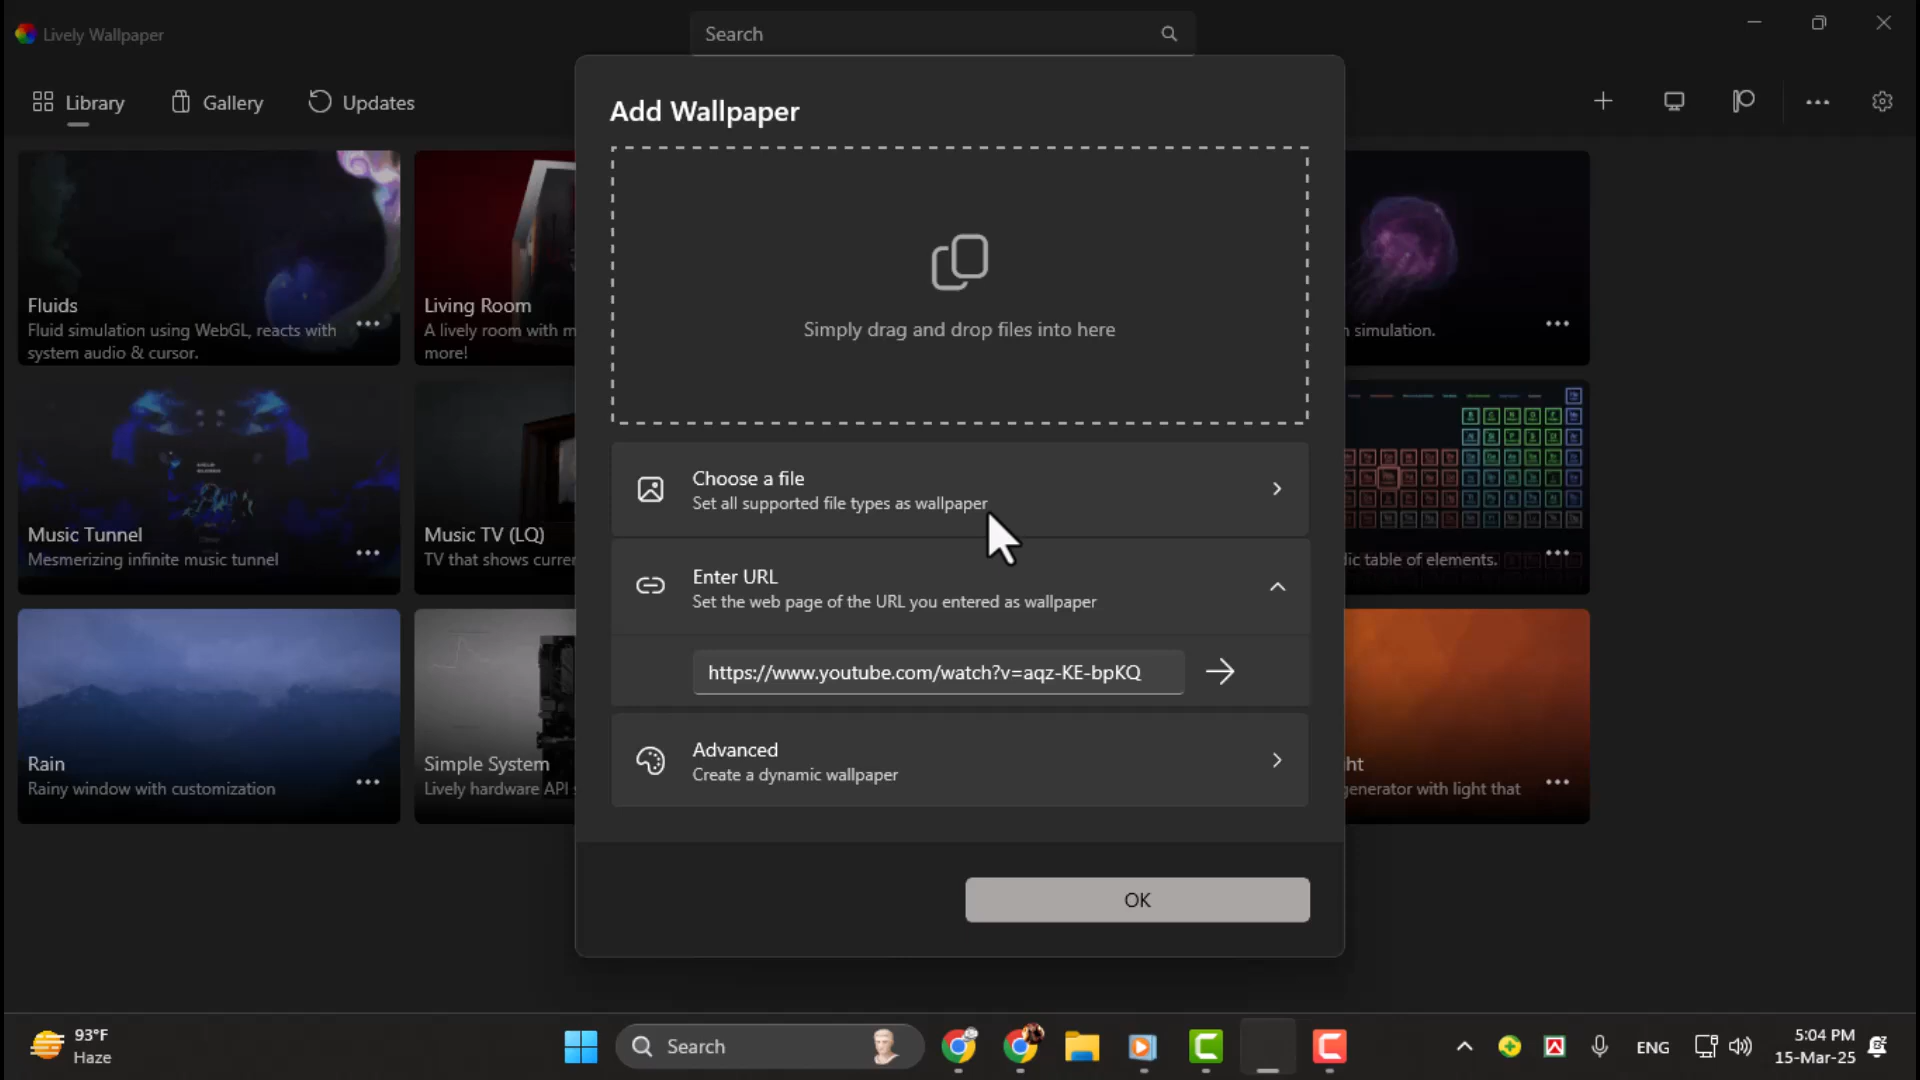 Lively Wallpaper
Search
Library
Gallery
Updates
Add Wallpaper
Simply drag and drop files into here
Choose a file
Set all supported file types as wallpaper
Enter URL
Set the web page of the URL you entered as wallpaper
https://www.youtube.com/watch?v=aqz-KE-bpKQ
Advanced
Create a dynamic wallpaper
OK
Fluids
Fluid simulation using WebGL, reacts with
system audio & cursor.
Living Room
A lively room with m
more!
n simulation.
Music Tunnel
Mesmerizing infinite music tunnel
Music TV (LQ)
TV that shows curre
dic table of elements.
Rain
Rainy window with customization
Simple System
Lively hardware API s
ht
generator with light that
93°F
Haze
Search
ENG
5:04 PM
15-Mar-25